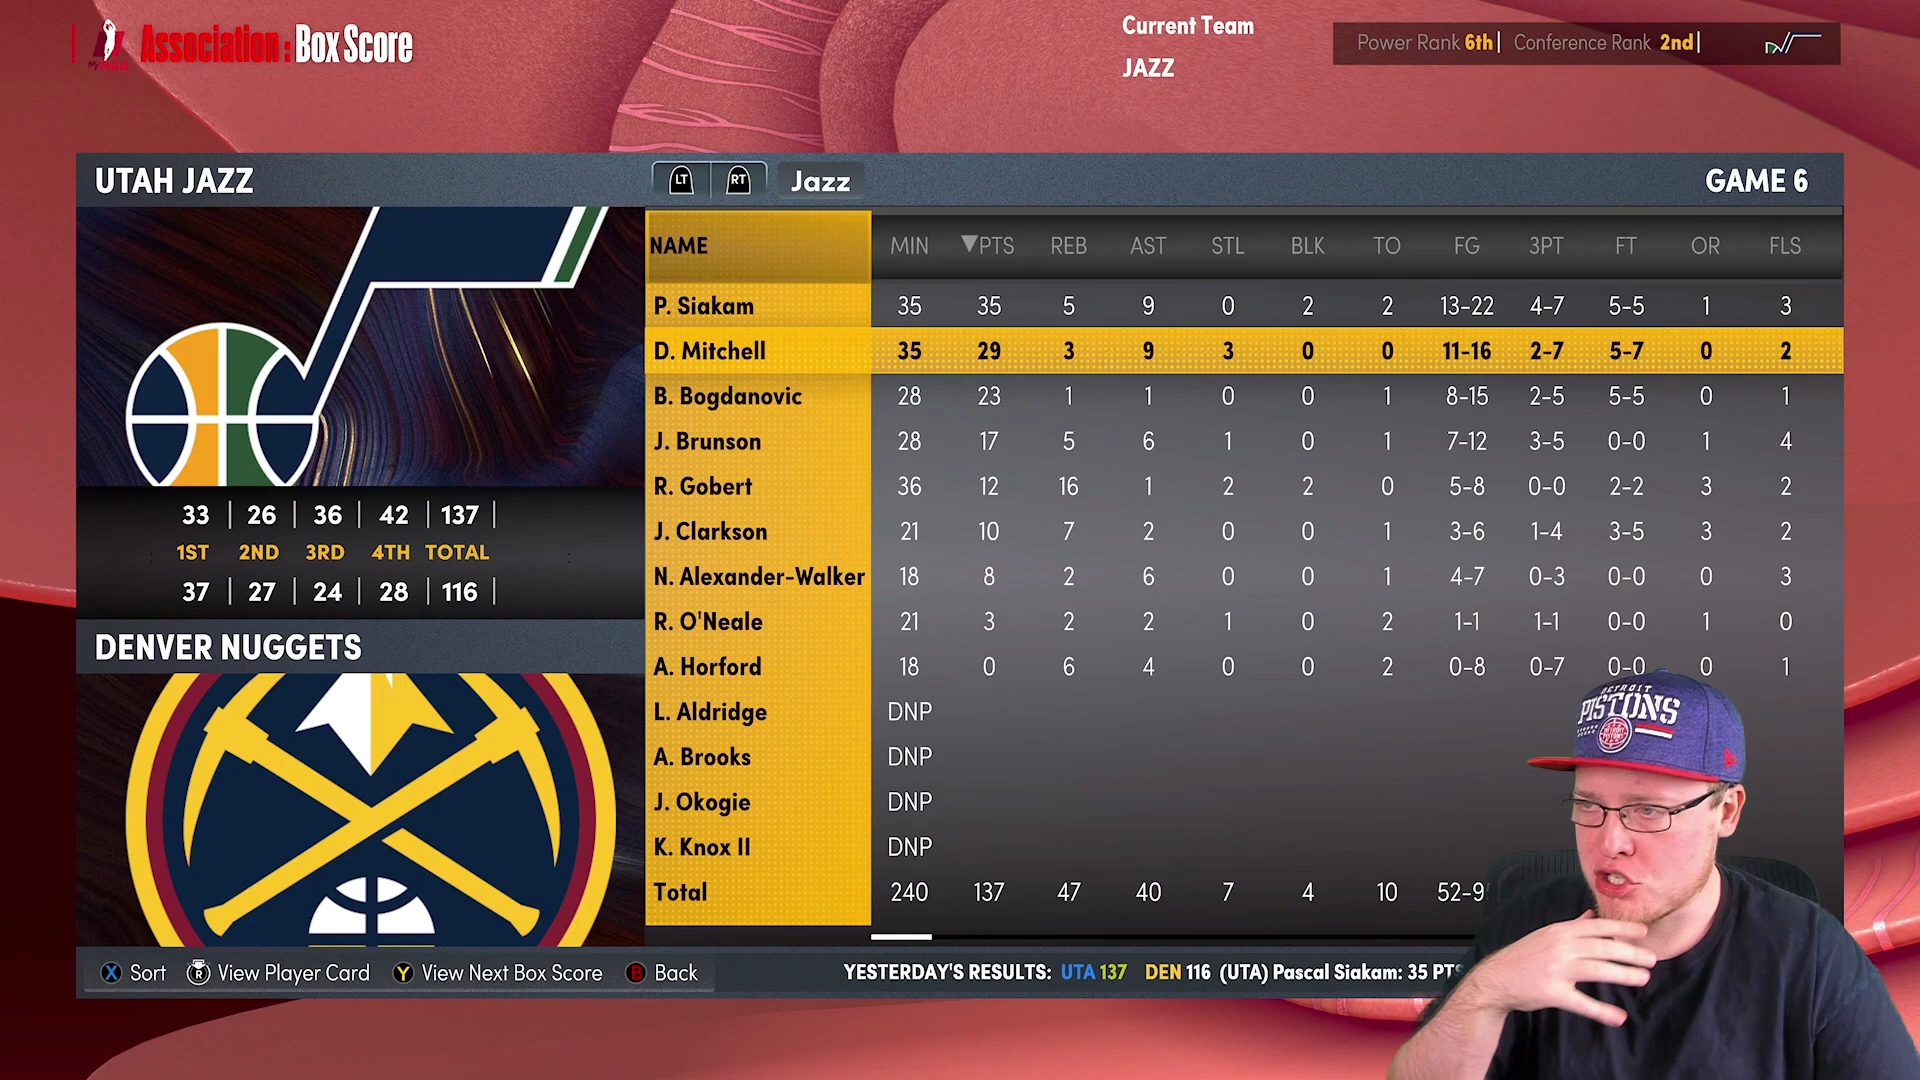 MyNBA
Association: Box Score
Current Team
JAZZ
Power Rank 6th| Conference Rank 2nd|
UTAH JAZZ
LT RT Jazz
GAME 6
NAME MIN ▼PTS REB AST STL BLK TO FG 3PT FT OR FLS
P. Siakam 35 35 5 9 0 2 2 13-22 4-7 5-5 1 3
D. Mitchell 35 29 3 9 3 0 0 11-16 2-7 5-7 0 2
B. Bogdanovic 28 23 1 1 0 0 1 8-15 2-5 5-5 0 1
J. Brunson 28 17 5 6 1 0 1 7-12 3-5 0-0 1 4
R. Gobert 36 12 16 1 2 2 0 5-8 0-0 2-2 3 2
J. Clarkson 21 10 7 2 0 0 1 3-6 1-4 3-5 3 2
N. Alexander-Walker 18 8 2 6 0 0 1 4-7 0-3 0-0 0 3
R. O'Neale 21 3 2 2 1 0 2 1-1 1-1 0-0 1 0
A. Horford 18 0 6 4 0 0 2 0-8 0-7 0-0 0 1
L. Aldridge DNP
A. Brooks DNP
J. Okogie DNP
K. Knox II DNP
Total 240 137 47 40 7 4 10 52-9
33 | 26 | 36 | 42 | 137 |
1ST 2ND 3RD 4TH TOTAL
37 | 27 | 24 | 28 | 116 |
DENVER NUGGETS
DETROIT
PISTONS
X Sort R View Player Card Y View Next Box Score B Back
YESTERDAY'S RESULTS: UTA 137 DEN 116 (UTA) Pascal Siakam: 35 PTS